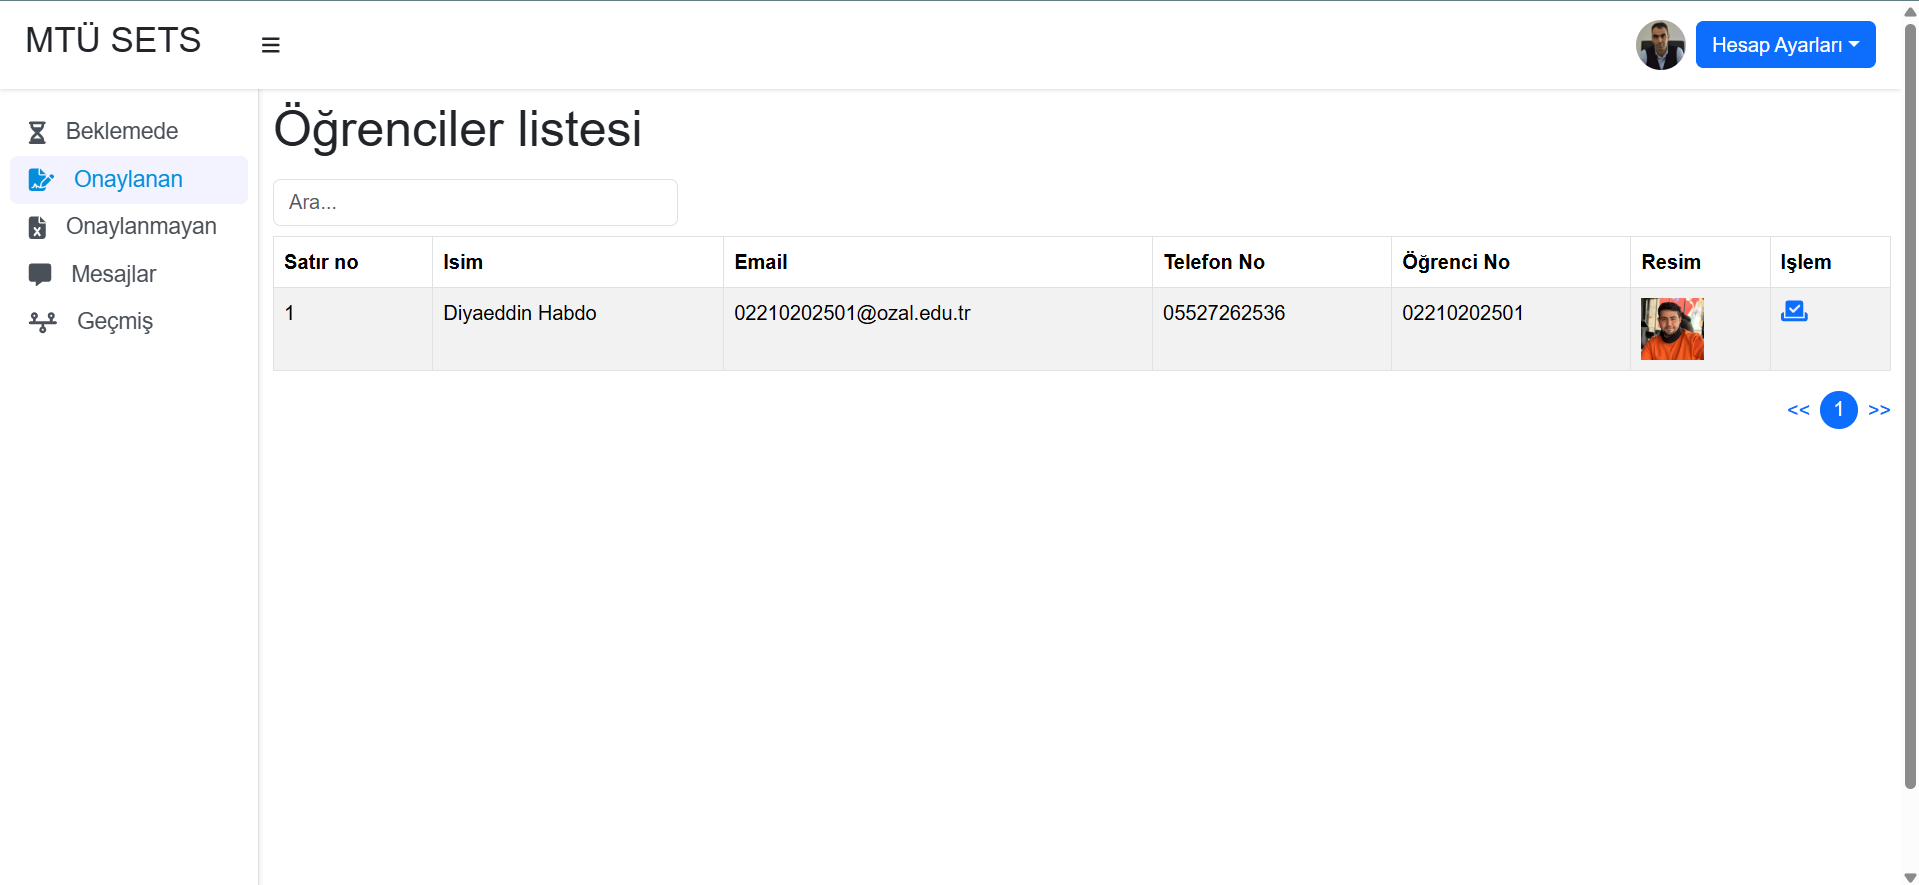 MTÜ SETS
Hesap Ayarları
Beklemede
Onaylanan
Onaylanmayan
Mesajlar
Geçmiş
Öğrenciler listesi
Ara...
Satır no Isim Email Telefon No Öğrenci No Resim Işlem
1 Diyaeddin Habdo 02210202501@ozal.edu.tr 05527262536 02210202501
<< 1 >>